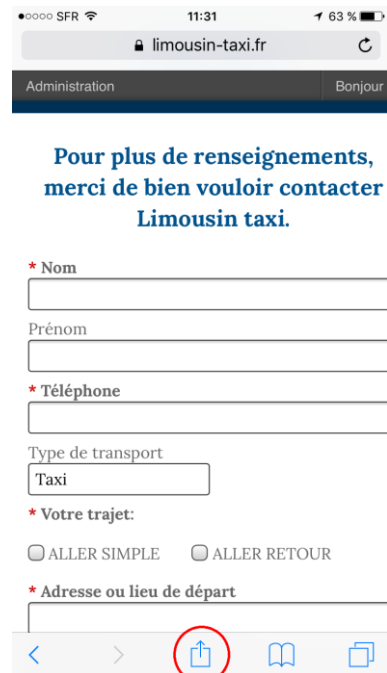 SFR 11:31 63 %
limousin-taxi.fr
Administration Bonjour
Pour plus de renseignements,
merci de bien vouloir contacter
Limousin taxi.
* Nom
Prénom
* Téléphone
Type de transport
Taxi
* Votre trajet:
ALLER SIMPLE ALLER RETOUR
* Adresse ou lieu de départ